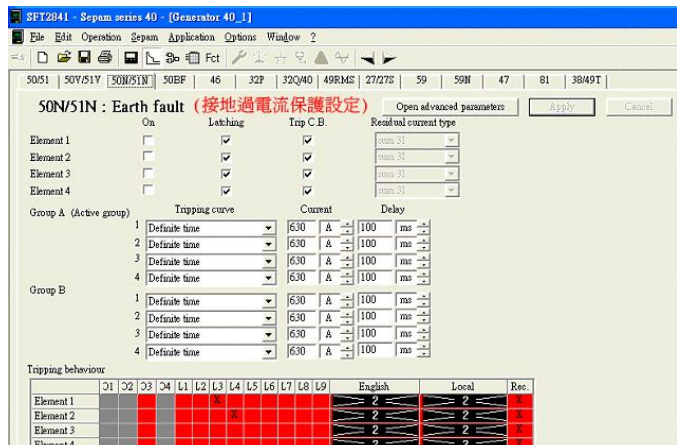 SFT2841 - Sepam series 40 - [Generator 40_1]
File Edit Operation Sepam Application Options Window ?
Fct
50/51 50V/51V 50N/51N 50BF 46 32P 32Q/40 49RMS 27/27S 59 59N 47 81 38/49T
50N/51N : Earth fault (接地過電流保護設定) Open advanced parameters Apply Cancel
On Latching Trip C.B. Residual current type
Element 1 sum 3I
Element 2 sum 3I
Element 3 sum 3I
Element 4 sum 3I
Group A (Active group) Tripping curve Current Delay
1 Definite time 630 A 100 ms
2 Definite time 630 A 100 ms
3 Definite time 630 A 100 ms
4 Definite time 630 A 100 ms
Group B
1 Definite time 630 A 100 ms
2 Definite time 630 A 100 ms
3 Definite time 630 A 100 ms
4 Definite time 630 A 100 ms
Tripping behaviour
O1 O2 O3 O4 L1 L2 L3 L4 L5 L6 L7 L8 L9 English Local Rec.
Element 1 X 2 2 X
Element 2 X 2 2 X
Element 3 2 2 X
Element 4 2 2 X